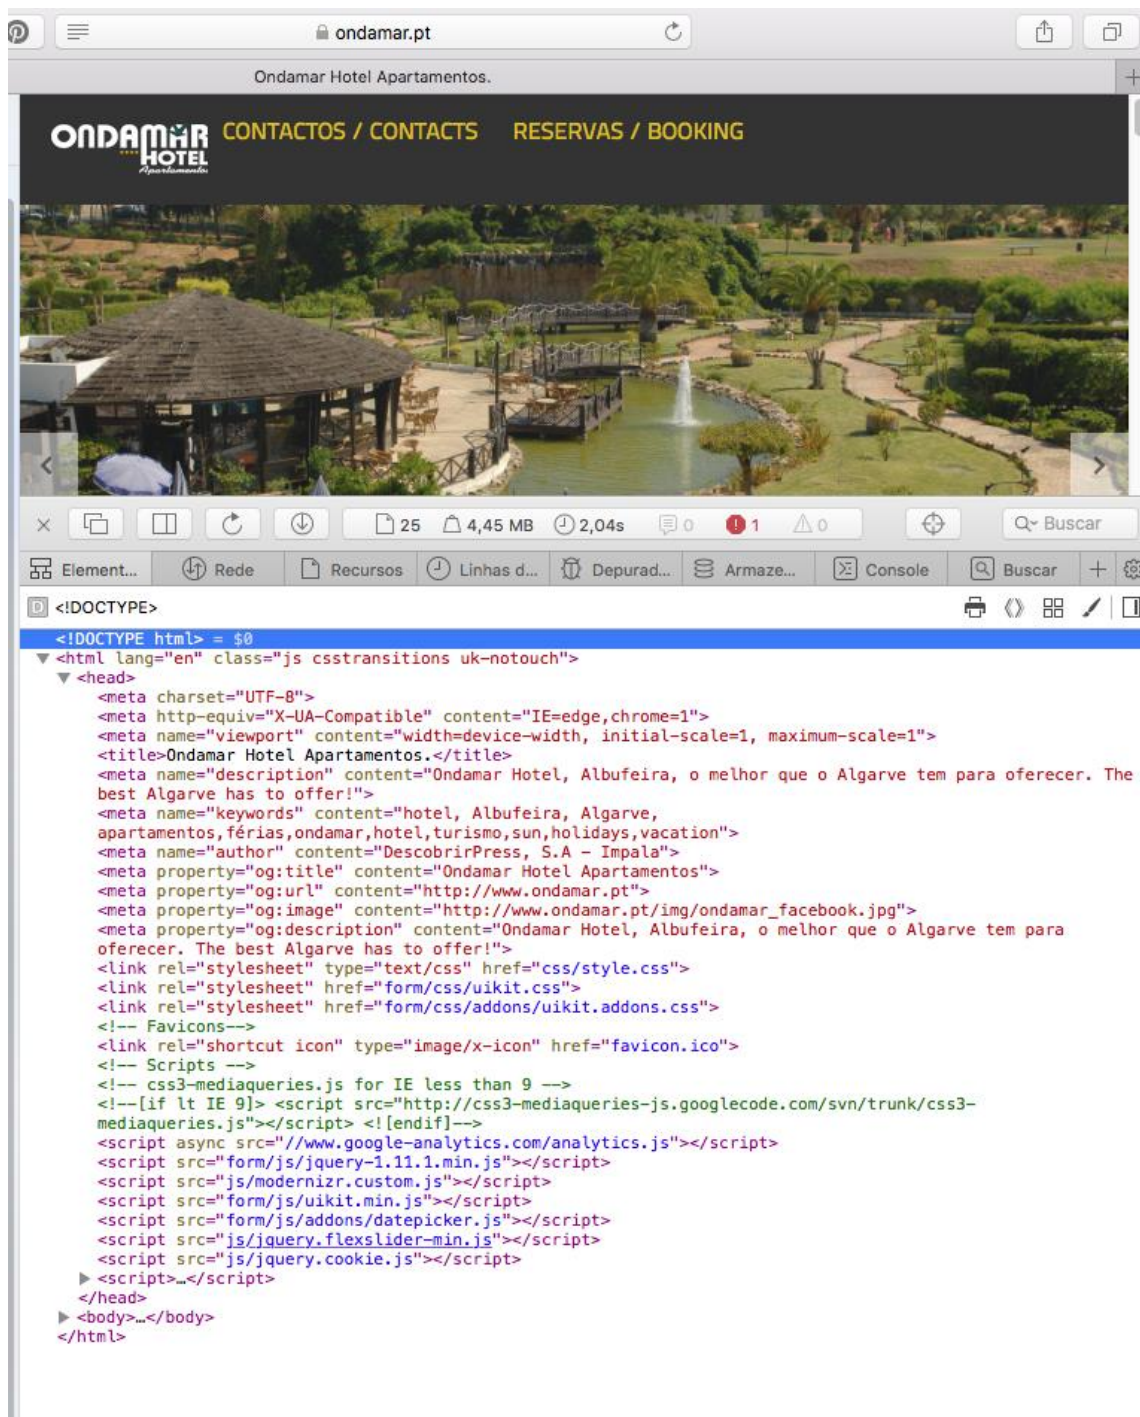 ondamar.pt
Ondamar Hotel Apartamentos.
ONDAMAR
HOTEL
Apartamentos
CONTACTOS / CONTACTS RESERVAS / BOOKING
25 4,45 MB 2,04s 0 1 0 Buscar
Element... Rede Recursos Linhas d... Depurad... Armaze... Console Buscar
D <!DOCTYPE>
<!DOCTYPE html> = $0
<html lang="en" class="js csstransitions uk-notouch">
<head>
<meta charset="UTF-8">
<meta http-equiv="X-UA-Compatible" content="IE=edge,chrome=1">
<meta name="viewport" content="width=device-width, initial-scale=1, maximum-scale=1">
<title>Ondamar Hotel Apartamentos.</title>
<meta name="description" content="Ondamar Hotel, Albufeira, o melhor que o Algarve tem para oferecer. The
best Algarve has to offer!">
<meta name="keywords" content="hotel, Albufeira, Algarve,
apartamentos,férias,ondamar,hotel,turismo,sun,holidays,vacation">
<meta name="author" content="DescobrirPress, S.A – Impala">
<meta property="og:title" content="Ondamar Hotel Apartamentos">
<meta property="og:url" content="http://www.ondamar.pt">
<meta property="og:image" content="http://www.ondamar.pt/img/ondamar_facebook.jpg">
<meta property="og:description" content="Ondamar Hotel, Albufeira, o melhor que o Algarve tem para
oferecer. The best Algarve has to offer!">
<link rel="stylesheet" type="text/css" href="css/style.css">
<link rel="stylesheet" href="form/css/uikit.css">
<link rel="stylesheet" href="form/css/addons/uikit.addons.css">
<!-- Favicons-->
<link rel="shortcut icon" type="image/x-icon" href="favicon.ico">
<!-- Scripts -->
<!-- css3-mediaqueries.js for IE less than 9 -->
<!--[if lt IE 9]> <script src="http://css3-mediaqueries-js.googlecode.com/svn/trunk/css3-
mediaqueries.js"></script> <![endif]-->
<script async src="//www.google-analytics.com/analytics.js"></script>
<script src="form/js/jquery-1.11.1.min.js"></script>
<script src="js/modernizr.custom.js"></script>
<script src="form/js/uikit.min.js"></script>
<script src="form/js/addons/datepicker.js"></script>
<script src="js/jquery.flexslider-min.js"></script>
<script src="js/jquery.cookie.js"></script>
<script>…</script>
</head>
<body>…</body>
</html>